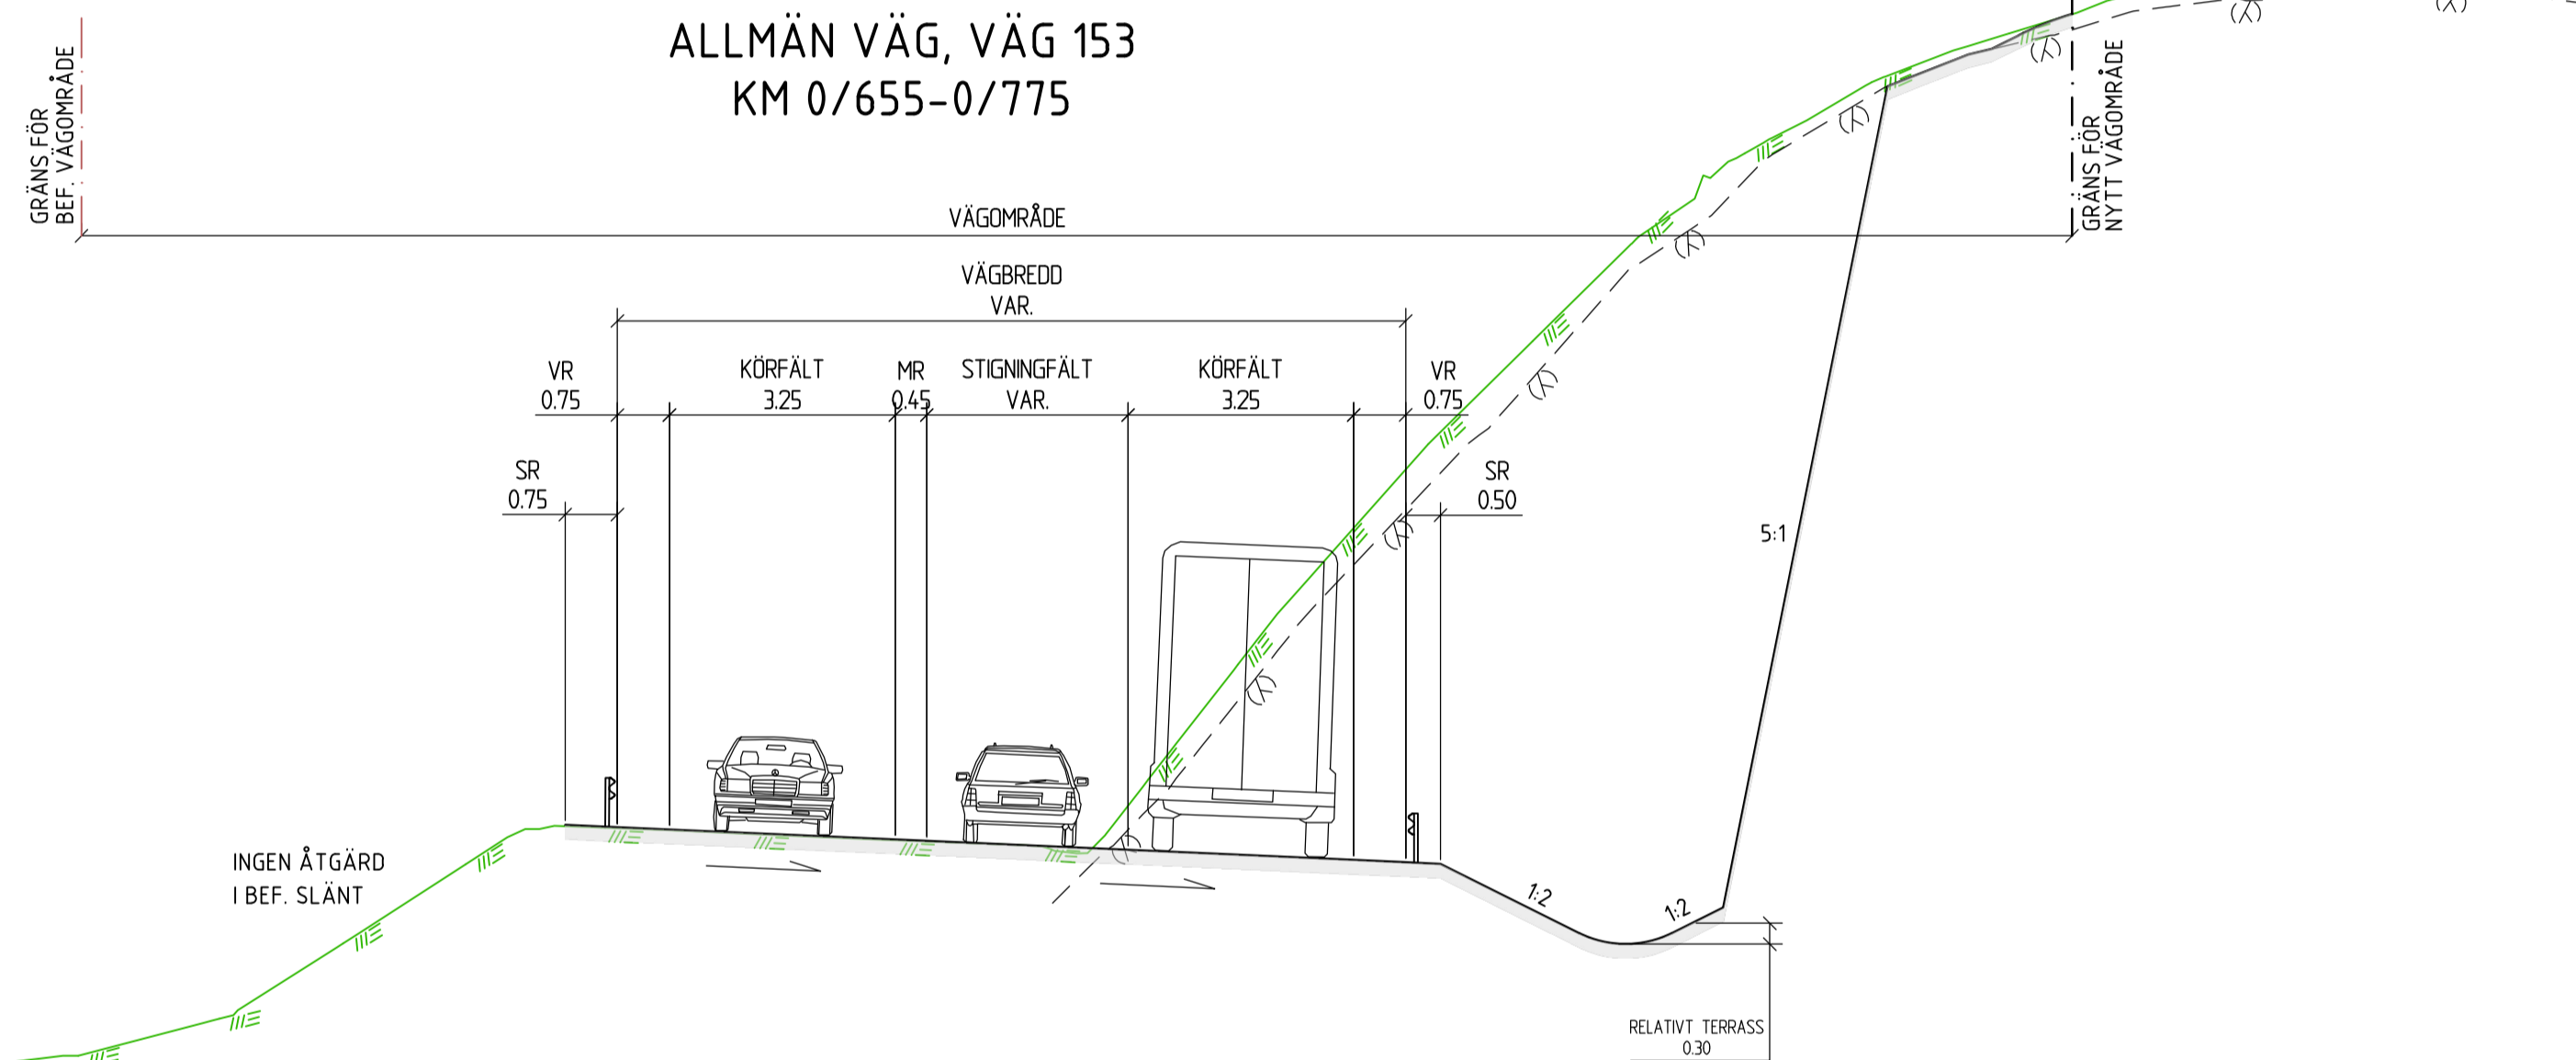 ALLMÄN VÄG, VÄG 153
KM 0/655-0/775
GRÄNS FÖR
BEF. VÄGOMRÅDE
GRÄNS FÖR
NYTT VÄGOMRÅDE
VÄGOMRÅDE
VÄGBREDD
VAR.
VR
0.75
KÖRFÄLT
3.25
MR
0.45
STIGNINGFÄLT
VAR.
KÖRFÄLT
3.25
VR
0.75
SR
0.75
SR
0.50
5:1
INGEN ÅTGÄRD
I BEF. SLÄNT
1:2
1:2
RELATIVT TERRASS
0.30